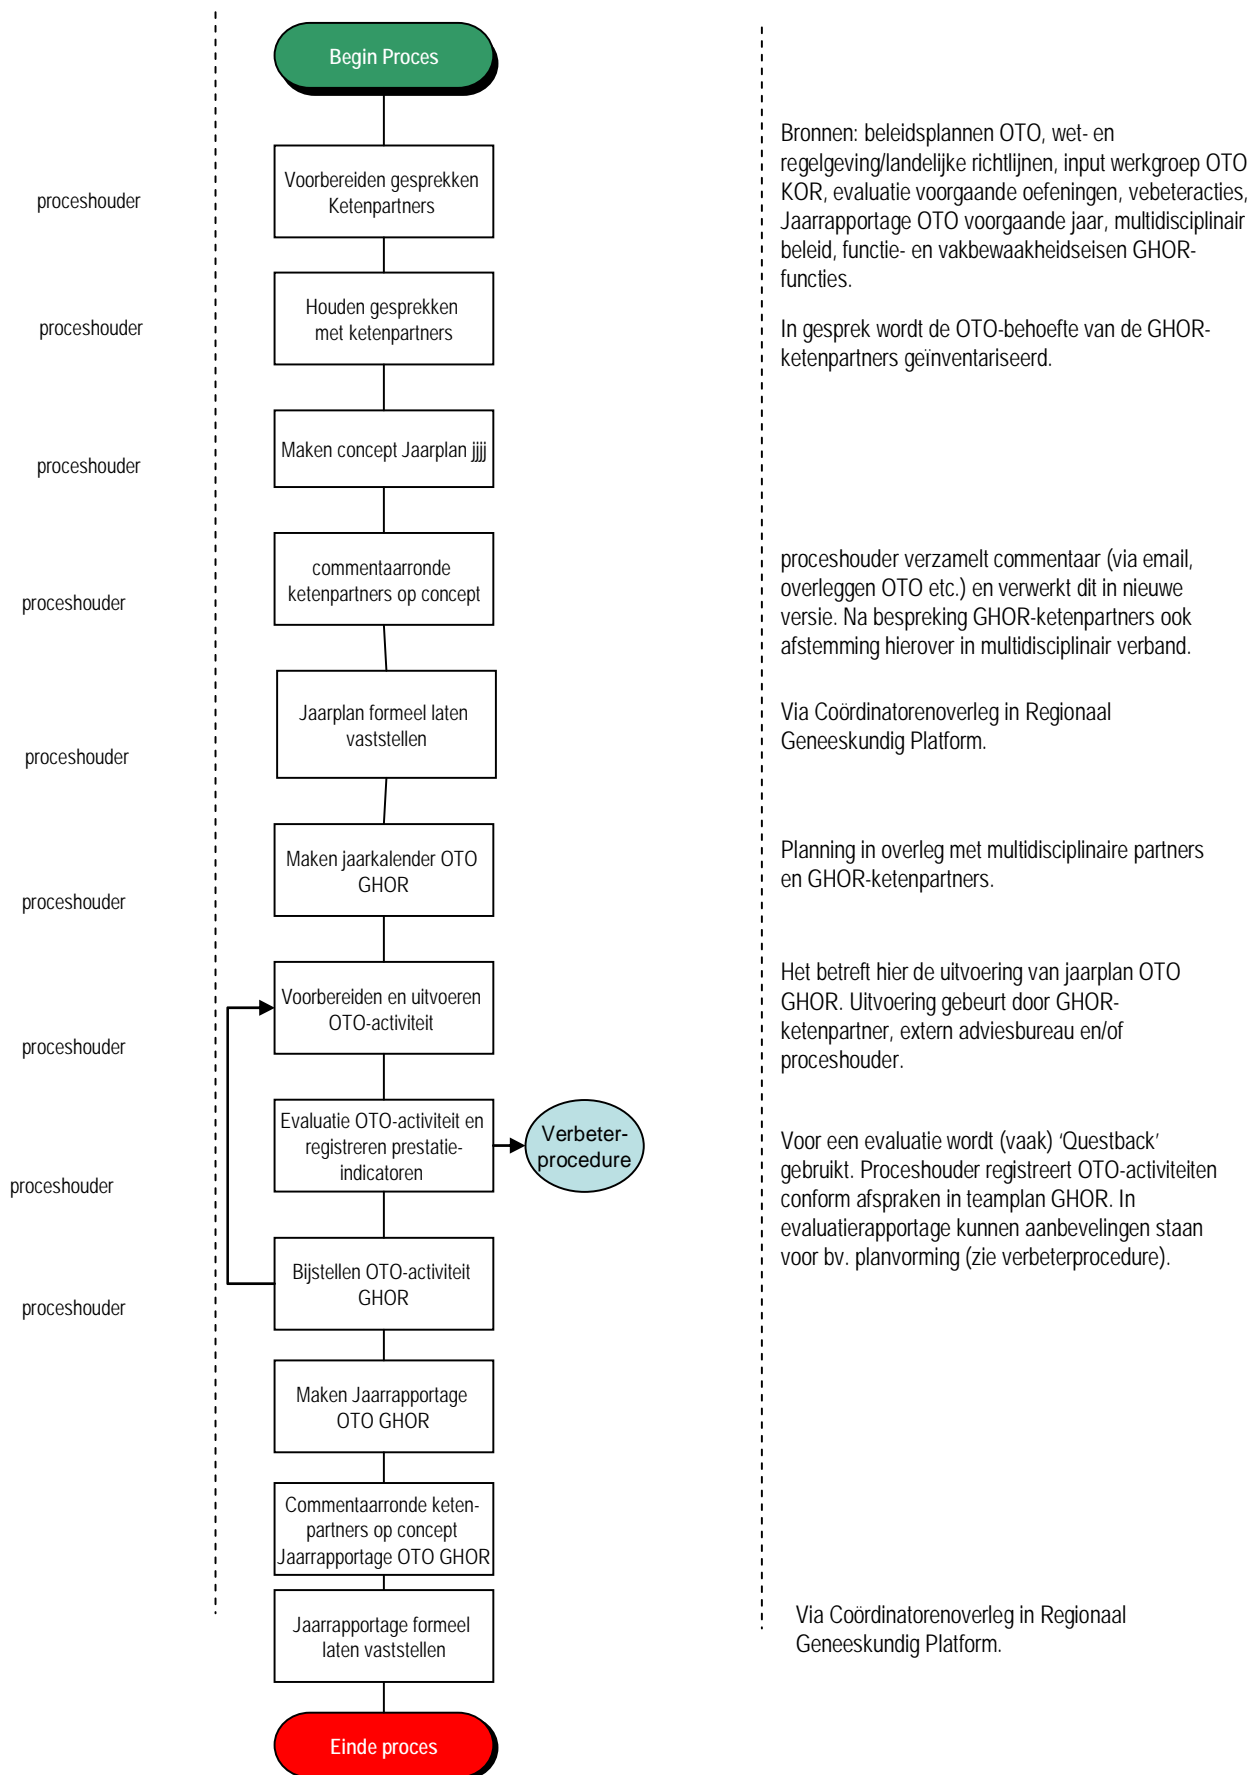 Begin Proces
proceshouder
Voorbereiden gesprekken
Ketenpartners
Bronnen: beleidsplannen OTO, wet- en
regelgeving/landelijke richtlijnen, input werkgroep OTO
KOR, evaluatie voorgaande oefeningen, vebeteracties,
Jaarrapportage OTO voorgaande jaar, multidisciplinair
beleid, functie- en vakbewaakheidseisen GHOR-
functies.
proceshouder
Houden gesprekken
met ketenpartners
In gesprek wordt de OTO-behoefte van de GHOR-
ketenpartners geïnventariseerd.
proceshouder
Maken concept Jaarplan jjjj
proceshouder
commentaarronde
ketenpartners op concept
proceshouder verzamelt commentaar (via email,
overleggen OTO etc.) en verwerkt dit in nieuwe
versie. Na bespreking GHOR-ketenpartners ook
afstemming hierover in multidisciplinair verband.
proceshouder
Jaarplan formeel laten
vaststellen
Via Coördinatorenoverleg in Regionaal
Geneeskundig Platform.
proceshouder
Maken jaarkalender OTO
GHOR
Planning in overleg met multidisciplinaire partners
en GHOR-ketenpartners.
proceshouder
Voorbereiden en uitvoeren
OTO-activiteit
Het betreft hier de uitvoering van jaarplan OTO
GHOR. Uitvoering gebeurt door GHOR-
ketenpartner, extern adviesbureau en/of
proceshouder.
proceshouder
Evaluatie OTO-activiteit en
registreren prestatie-
indicatoren
Verbeter-
procedure
Voor een evaluatie wordt (vaak) ‘Questback’
gebruikt. Proceshouder registreert OTO-activiteiten
conform afspraken in teamplan GHOR. In
evaluatierapportage kunnen aanbevelingen staan
voor bv. planvorming (zie verbeterprocedure).
proceshouder
Bijstellen OTO-activiteit
GHOR
Maken Jaarrapportage
OTO GHOR
Commentaarronde keten-
partners op concept
Jaarrapportage OTO GHOR
Jaarrapportage formeel
laten vaststellen
Via Coördinatorenoverleg in Regionaal
Geneeskundig Platform.
Einde proces